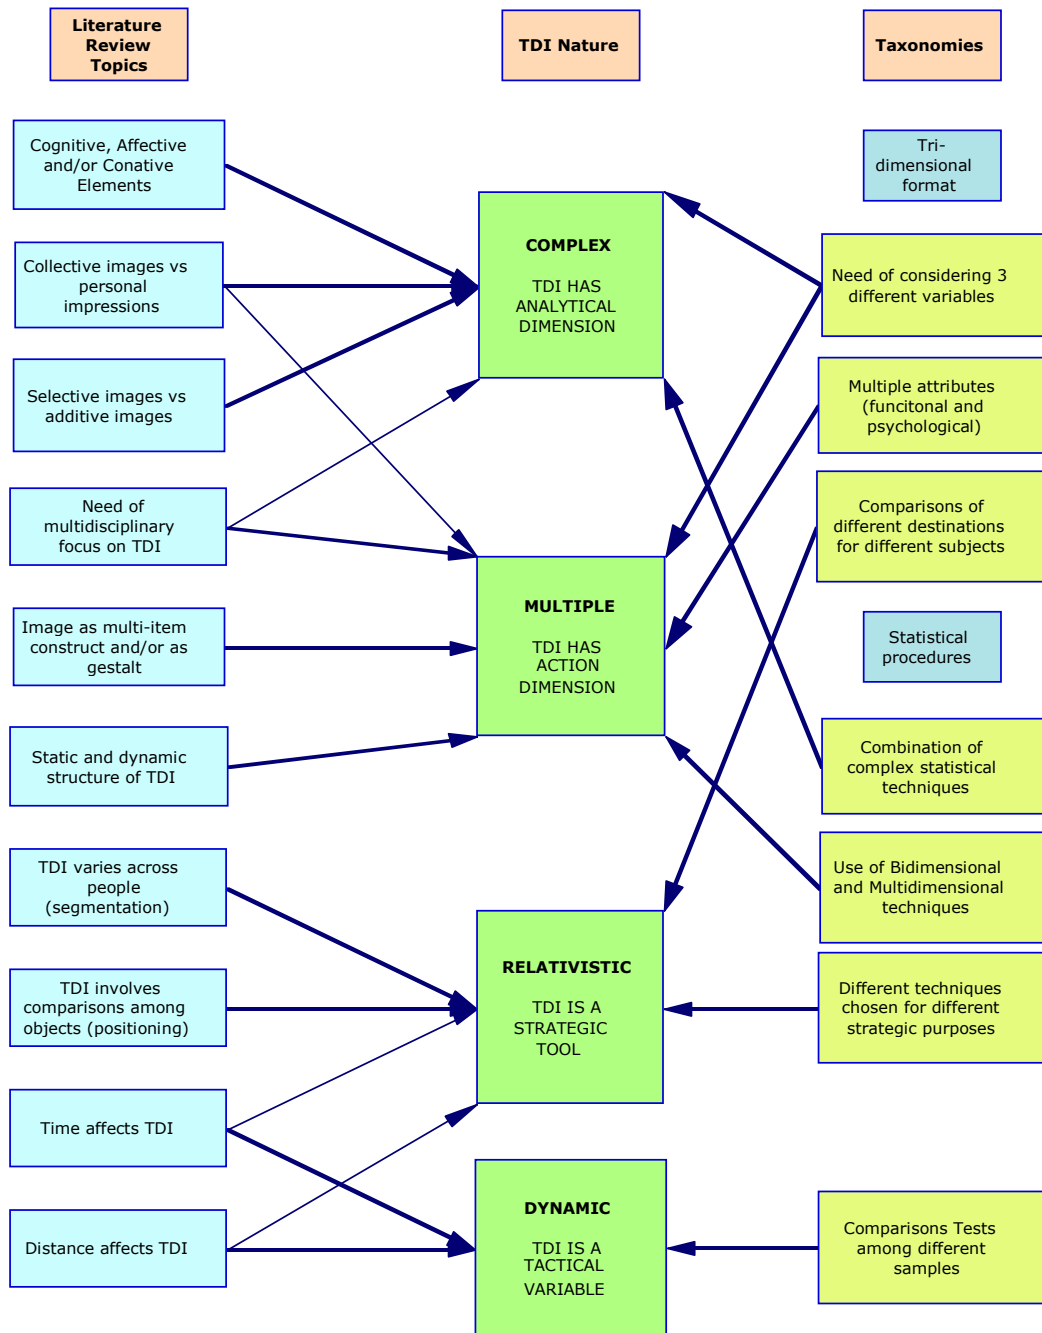 Literature
Review
Topics
TDI Nature
Taxonomies
Cognitive, Affective
and/or Conative
Elements
Collective images vs
personal
impressions
Selective images vs
additive images
Need of
multidisciplinary
focus on TDI
Image as multi-item
construct and/or as
gestalt
Static and dynamic
structure of TDI
TDI varies across
people
(segmentation)
TDI involves
comparisons among
objects (positioning)
Time affects TDI
Distance affects TDI
COMPLEX
TDI HAS
ANALYTICAL
DIMENSION
MULTIPLE
TDI HAS
ACTION
DIMENSION
RELATIVISTIC
TDI IS A
STRATEGIC
TOOL
DYNAMIC
TDI IS A
TACTICAL
VARIABLE
Tri-
dimensional
format
Need of considering 3
different variables
Multiple attributes
(funcitonal and
psychological)
Comparisons of
different destinations
for different subjects
Statistical
procedures
Combination of
complex statistical
techniques
Use of Bidimensional
and Multidimensional
techniques
Different techniques
chosen for different
strategic purposes
Comparisons Tests
among different
samples